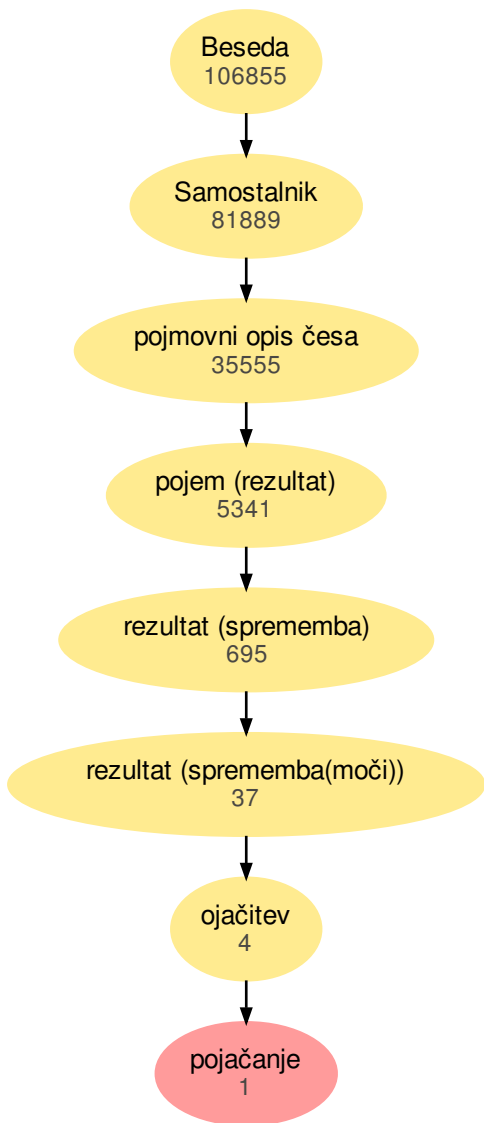 Beseda
106855
Samostalnik
81889
pojmovni opis česa
35555
pojem (rezultat)
5341
rezultat (sprememba)
695
rezultat (sprememba(moči))
37
ojačitev
4
pojačanje
1